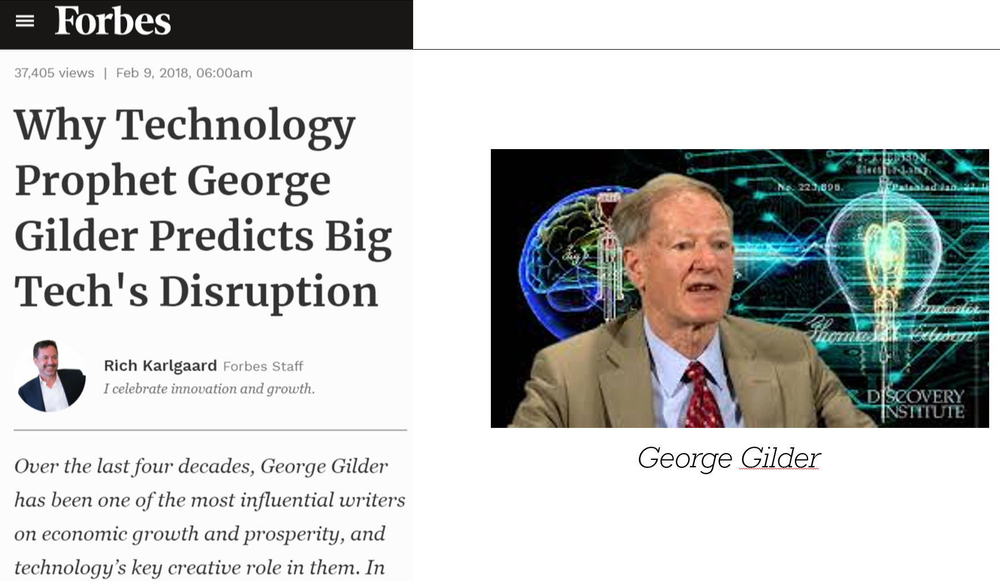 Forbes
37,405 views | Feb 9, 2018, 06:00am
Why Technology
Prophet George
Gilder Predicts Big
Tech's Disruption
Rich Karlgaard Forbes Staff
I celebrate innovation and growth.
Over the last four decades, George Gilder
has been one of the most influential writers
on economic growth and prosperity, and
technology’s key creative role in them. In
Electric-Lamp.
No. 223,898.
Patented Jan. 27, 1
Inventor
Thomas Edison
DISCOVERY
INSTITUTE
George Gilder